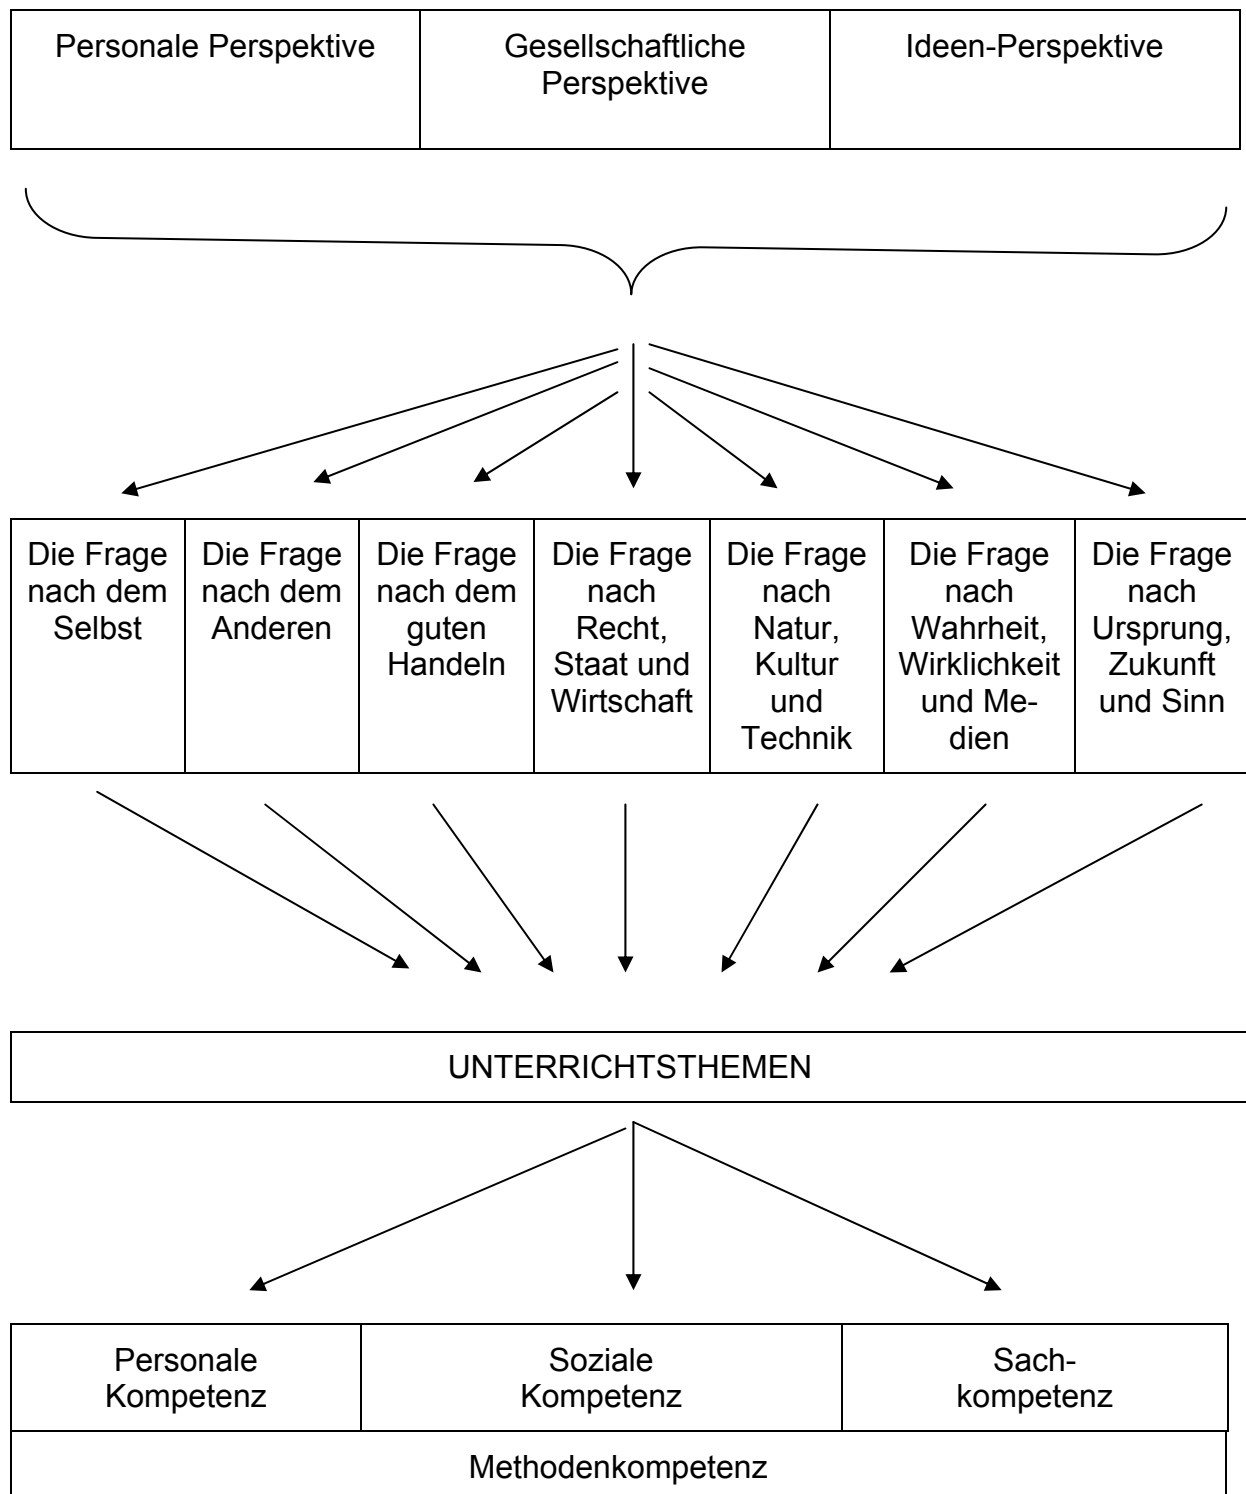 Personale Perspektive
Gesellschaftliche
Perspektive
Ideen-Perspektive
Die Frage
nach dem
Selbst
Die Frage
nach dem
Anderen
Die Frage
nach dem
guten
Handeln
Die Frage
nach
Recht,
Staat und
Wirtschaft
Die Frage
nach
Natur,
Kultur
und
Technik
Die Frage
nach
Wahrheit,
Wirklichkeit
und Me-
dien
Die Frage
nach
Ursprung,
Zukunft
und Sinn
UNTERRICHTSTHEMEN
Personale
Kompetenz
Soziale
Kompetenz
Sach-
kompetenz
Methodenkompetenz